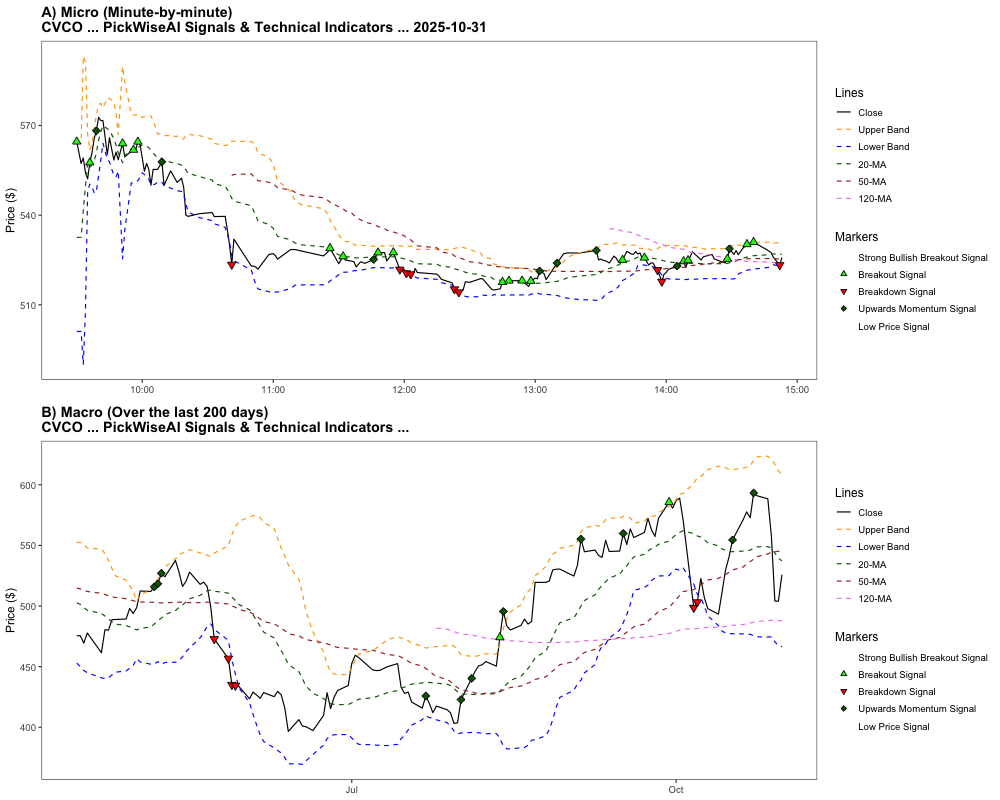 A) Micro (Minute-by-minute)
CVCO ... PickWiseAI Signals & Technical Indicators ... 2025-10-31
Price ($)
570
540
510
10:00
11:00
12:00
13:00
14:00
15:00
Lines
Close
Upper Band
Lower Band
20-MA
50-MA
120-MA
Markers
Strong Bullish Breakout Signal
Breakout Signal
Breakdown Signal
Upwards Momentum Signal
Low Price Signal
B) Macro (Over the last 200 days)
CVCO ... PickWiseAI Signals & Technical Indicators ...
Price ($)
600
550
500
450
400
Jul
Oct
Lines
Close
Upper Band
Lower Band
20-MA
50-MA
120-MA
Markers
Strong Bullish Breakout Signal
Breakout Signal
Breakdown Signal
Upwards Momentum Signal
Low Price Signal